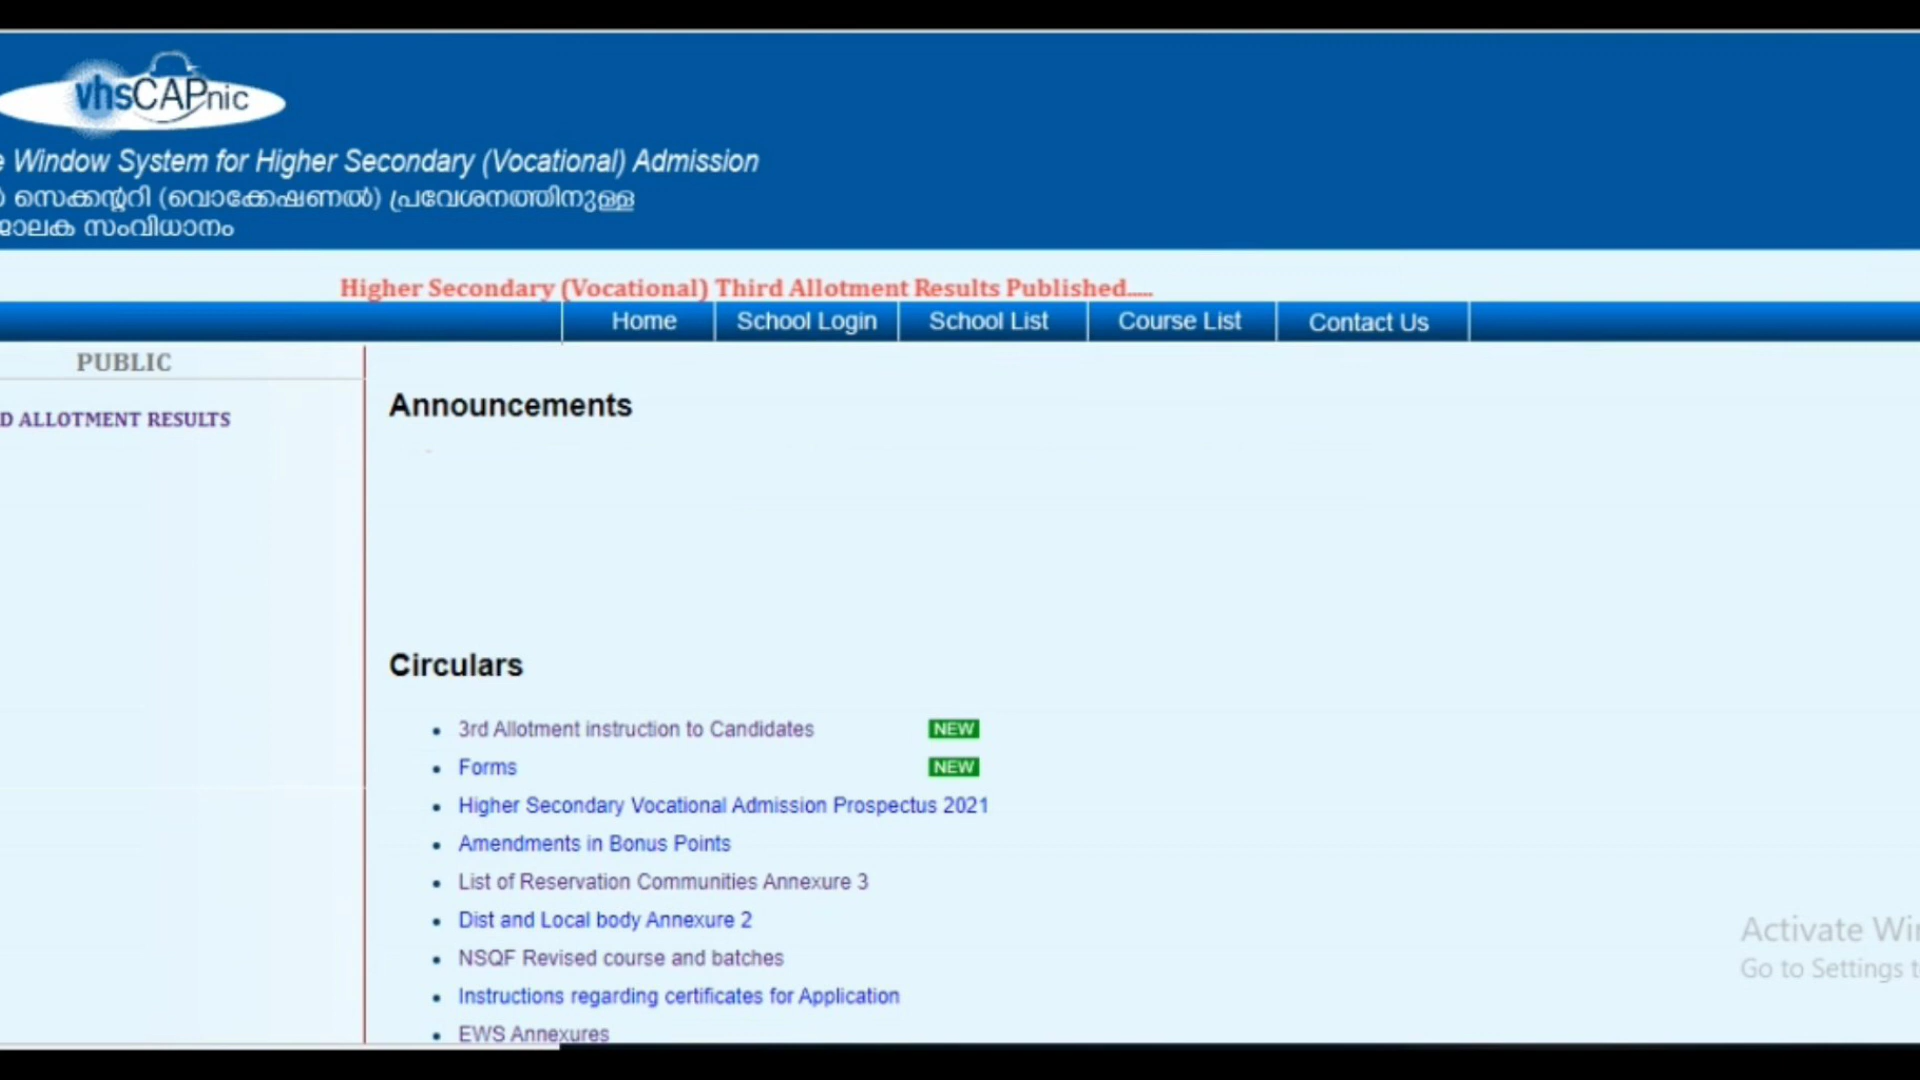 vhsCAPnic
Window System for Higher Secondary (Vocational) Admission
സെക്കന്ററി (വൊക്കേഷണൽ) പ്രവേശനത്തിനുള്ള
ജാലക സംവിധാനം
Higher Secondary (Vocational) Third Allotment Results Published.....
Home School Login School List Course List Contact Us
PUBLIC
D ALLOTMENT RESULTS
Announcements
Circulars
3rd Allotment instruction to Candidates NEW
Forms NEW
Higher Secondary Vocational Admission Prospectus 2021
Amendments in Bonus Points
List of Reservation Communities Annexure 3
Dist and Local body Annexure 2
NSQF Revised course and batches
Instructions regarding certificates for Application
EWS Annexures
Activate Win
Go to Settings t